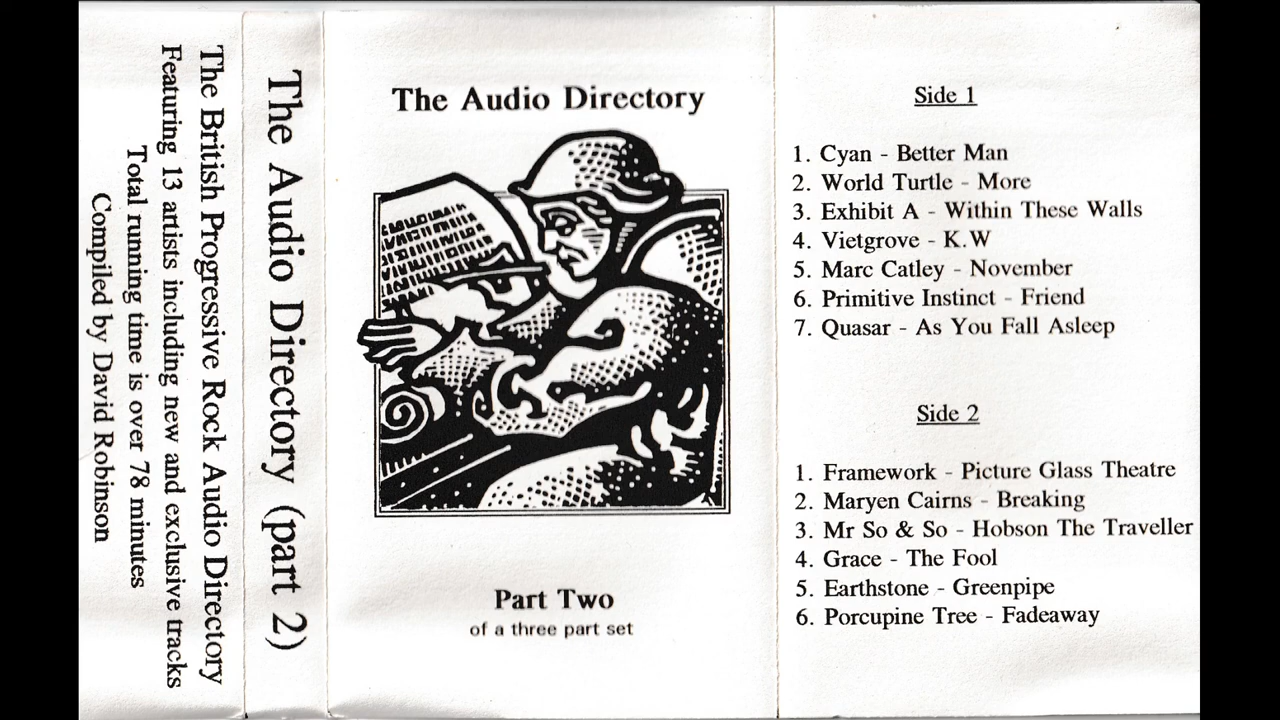 The British Progressive Rock Audio Directory
Featuring 13 artists including new and exclusive tracks
Total running time is over 78 minutes
Compiled by David Robinson
The Audio Directory (part 2)
The Audio Directory
Part Two
of a three part set
Side 1
1. Cyan - Better Man
2. World Turtle - More
3. Exhibit A - Within These Walls
4. Vietgrove - K.W
5. Marc Catley - November
6. Primitive Instinct - Friend
7. Quasar - As You Fall Asleep
Side 2
1. Framework - Picture Glass Theatre
2. Maryen Cairns - Breaking
3. Mr So & So - Hobson The Traveller
4. Grace - The Fool
5. Earthstone - Greenpipe
6. Porcupine Tree - Fadeaway